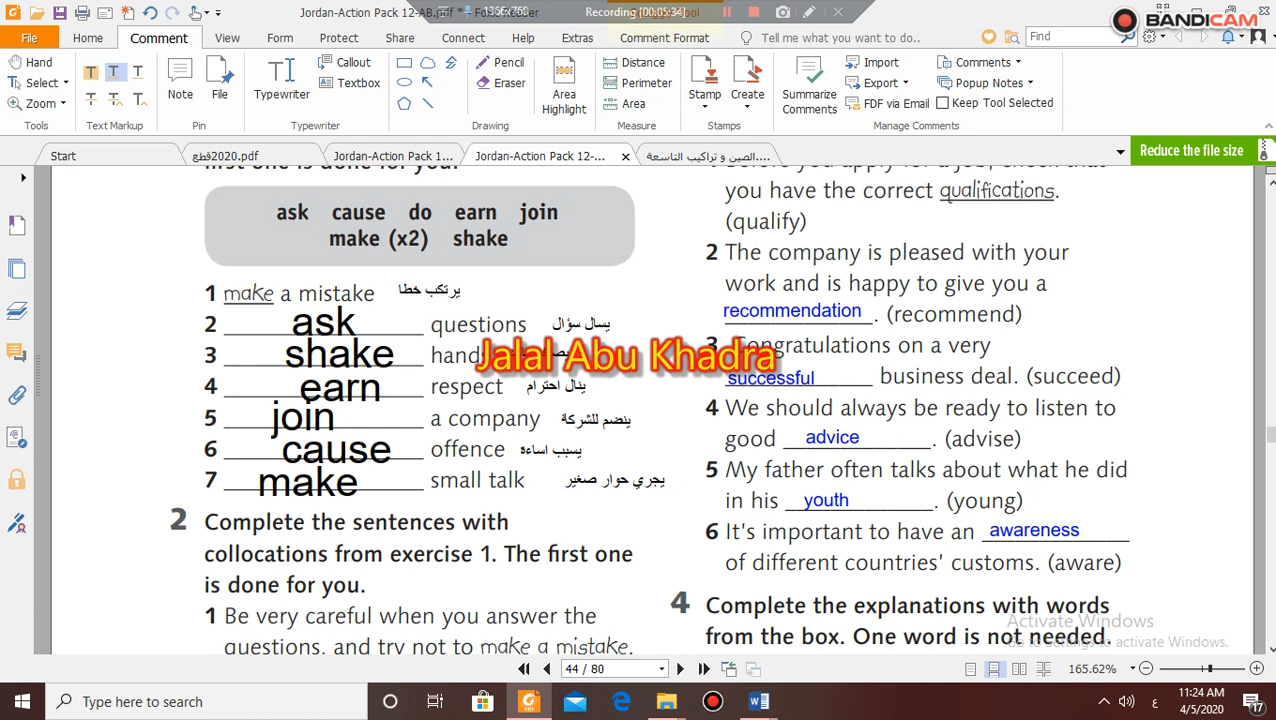 Jordan-Action Pack 12-AB.pdf
Recording [00:05:34]
BANDICAM
File Home Comment View Form Protect Share Connect Extras Comment Format Tell me what you want to do.. Find
Hand
Select
Zoom
Tools
Text Markup
Note
File
Pin
Typewriter
Callout
Textbox
Typewriter
Pencil
Eraser
Drawing
Area Highlight
Distance
Perimeter
Area
Measure
Stamp
Create
Stamps
Summarize Comments
Import
Export
FDF via Email
Comments
Popup Notes
Keep Tool Selected
Manage Comments
Start
قطع2020.pdf
Jordan-Action Pack 1...
Jordan-Action Pack 12-...
الصين و تراكيب التاسعة....
Reduce the file size
first one is done for you.
ask cause do earn join
make (x2) shake
1 make a mistake يرتكب خطا
2 ask questions يسال سؤال
3 shake hand
4 earn respect ينال احترام
5 join a company ينضم للشركة
6 cause offence يسبب اساءة
7 make small talk يجري حوار صغير
Jalal Abu Khadra
2 Complete the sentences with
collocations from exercise 1. The first one
is done for you.
1 Be very careful when you answer the
questions, and try not to make a mistake.
before you apply for a job, check that
you have the correct qualifications.
(qualify)
2 The company is pleased with your
work and is happy to give you a
recommendation. (recommend)
3 Congratulations on a very
successful business deal. (succeed)
4 We should always be ready to listen to
good advice. (advise)
5 My father often talks about what he did
in his youth. (young)
6 It's important to have an awareness
of different countries' customs. (aware)
4 Complete the explanations with words
from the box. One word is not needed.
Activate Windows
Go to Settings to activate Windows.
44 / 80
165.62%
Type here to search
ع
11:24 AM
4/5/2020
17